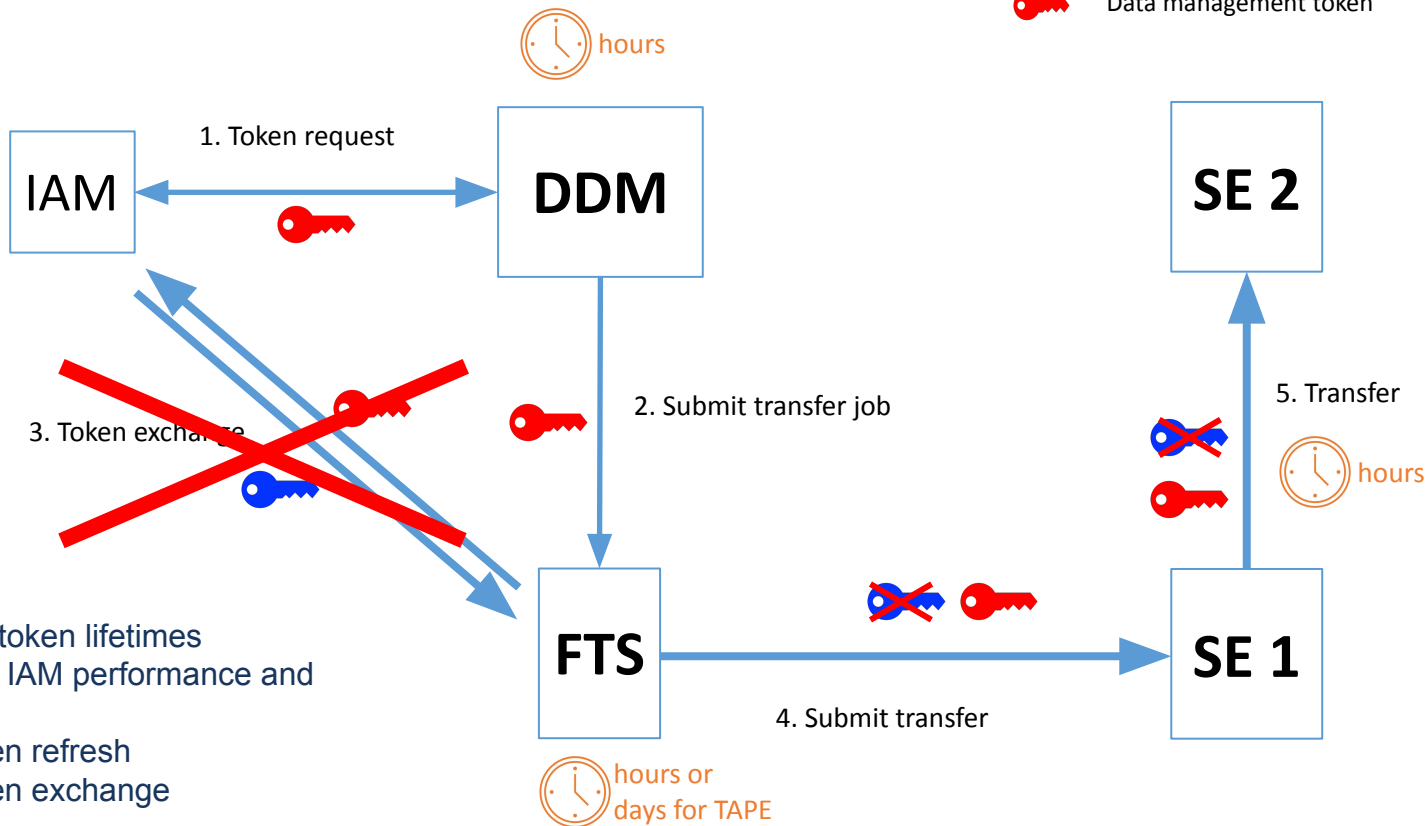 Data management token
hours
1. Token request
IAM
DDM
SE 2
3. Token exchange
2. Submit transfer job
5. Transfer
hours
token lifetimes
IAM performance and
refresh
exchange
FTS
SE 1
4. Submit transfer
hours or
days for TAPE